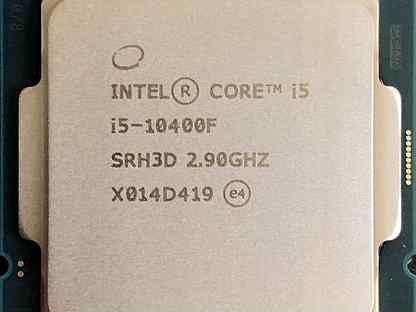 INTEL® CORE™ i5
i5-10400F
SRH3D 2.90GHZ
X014D419 e4